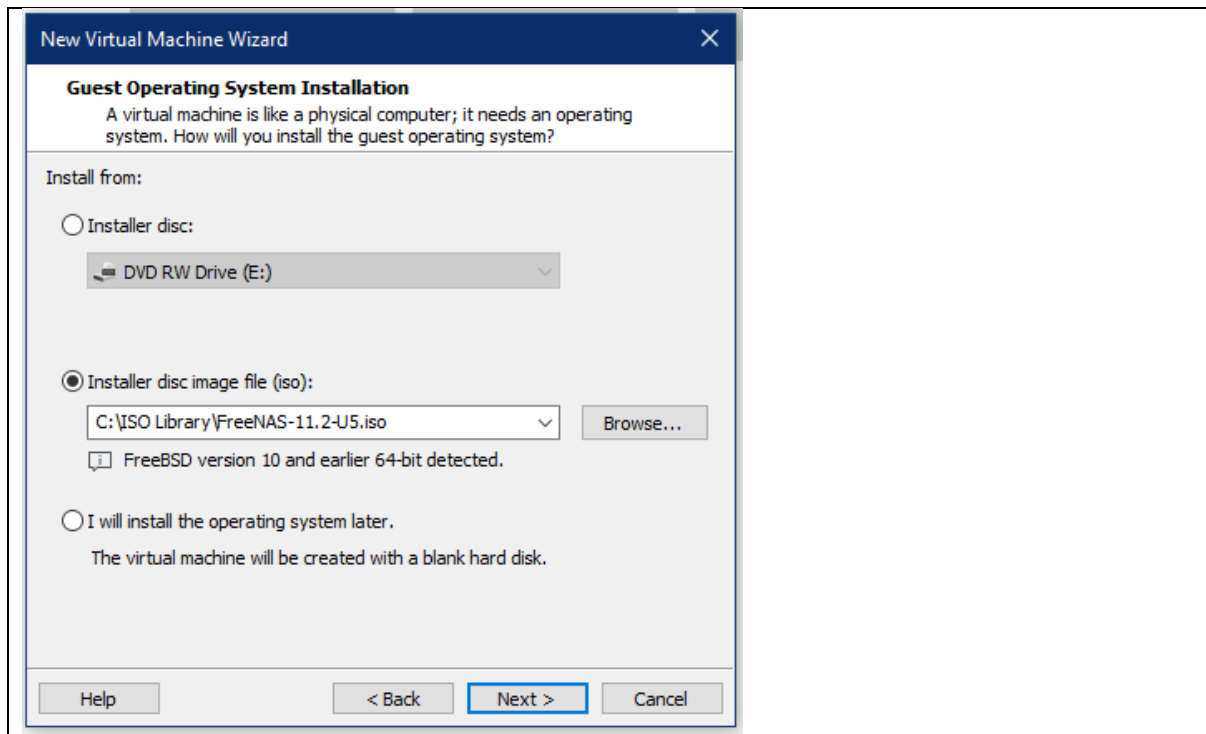 New Virtual Machine Wizard
Guest Operating System Installation
A virtual machine is like a physical computer; it needs an operating
system. How will you install the guest operating system?
Install from:
Installer disc:
DVD RW Drive (E:)
Installer disc image file (iso):
C:\ISO Library\FreeNAS-11.2-U5.iso Browse...
FreeBSD version 10 and earlier 64-bit detected.
I will install the operating system later.
The virtual machine will be created with a blank hard disk.
Help < Back Next > Cancel